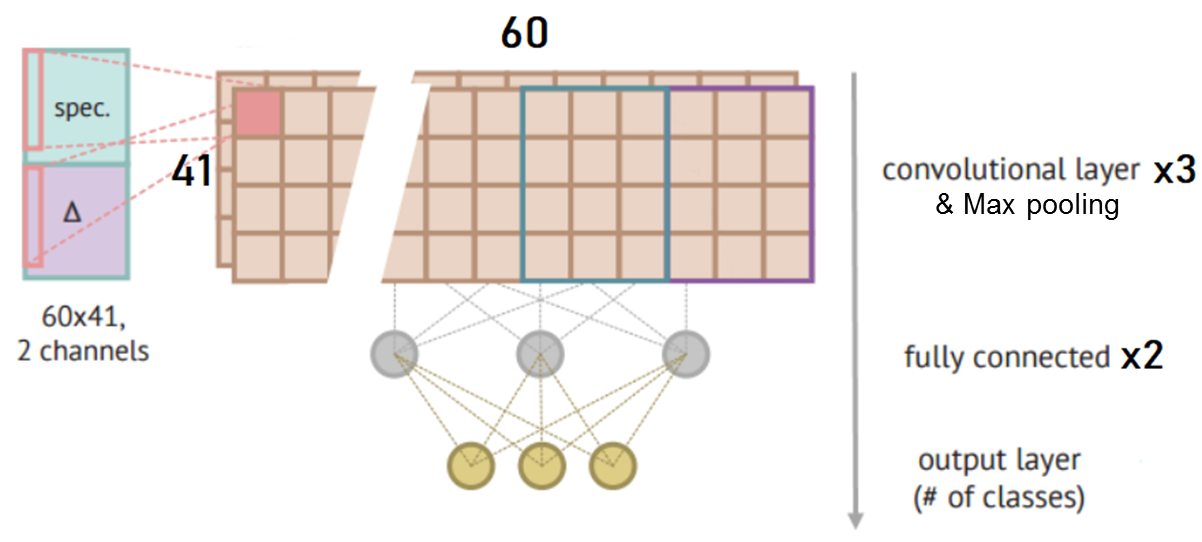 60
spec.
41
Δ
60x41,
2 channels
convolutional layer x3
& Max pooling
fully connected x2
output layer
(# of classes)